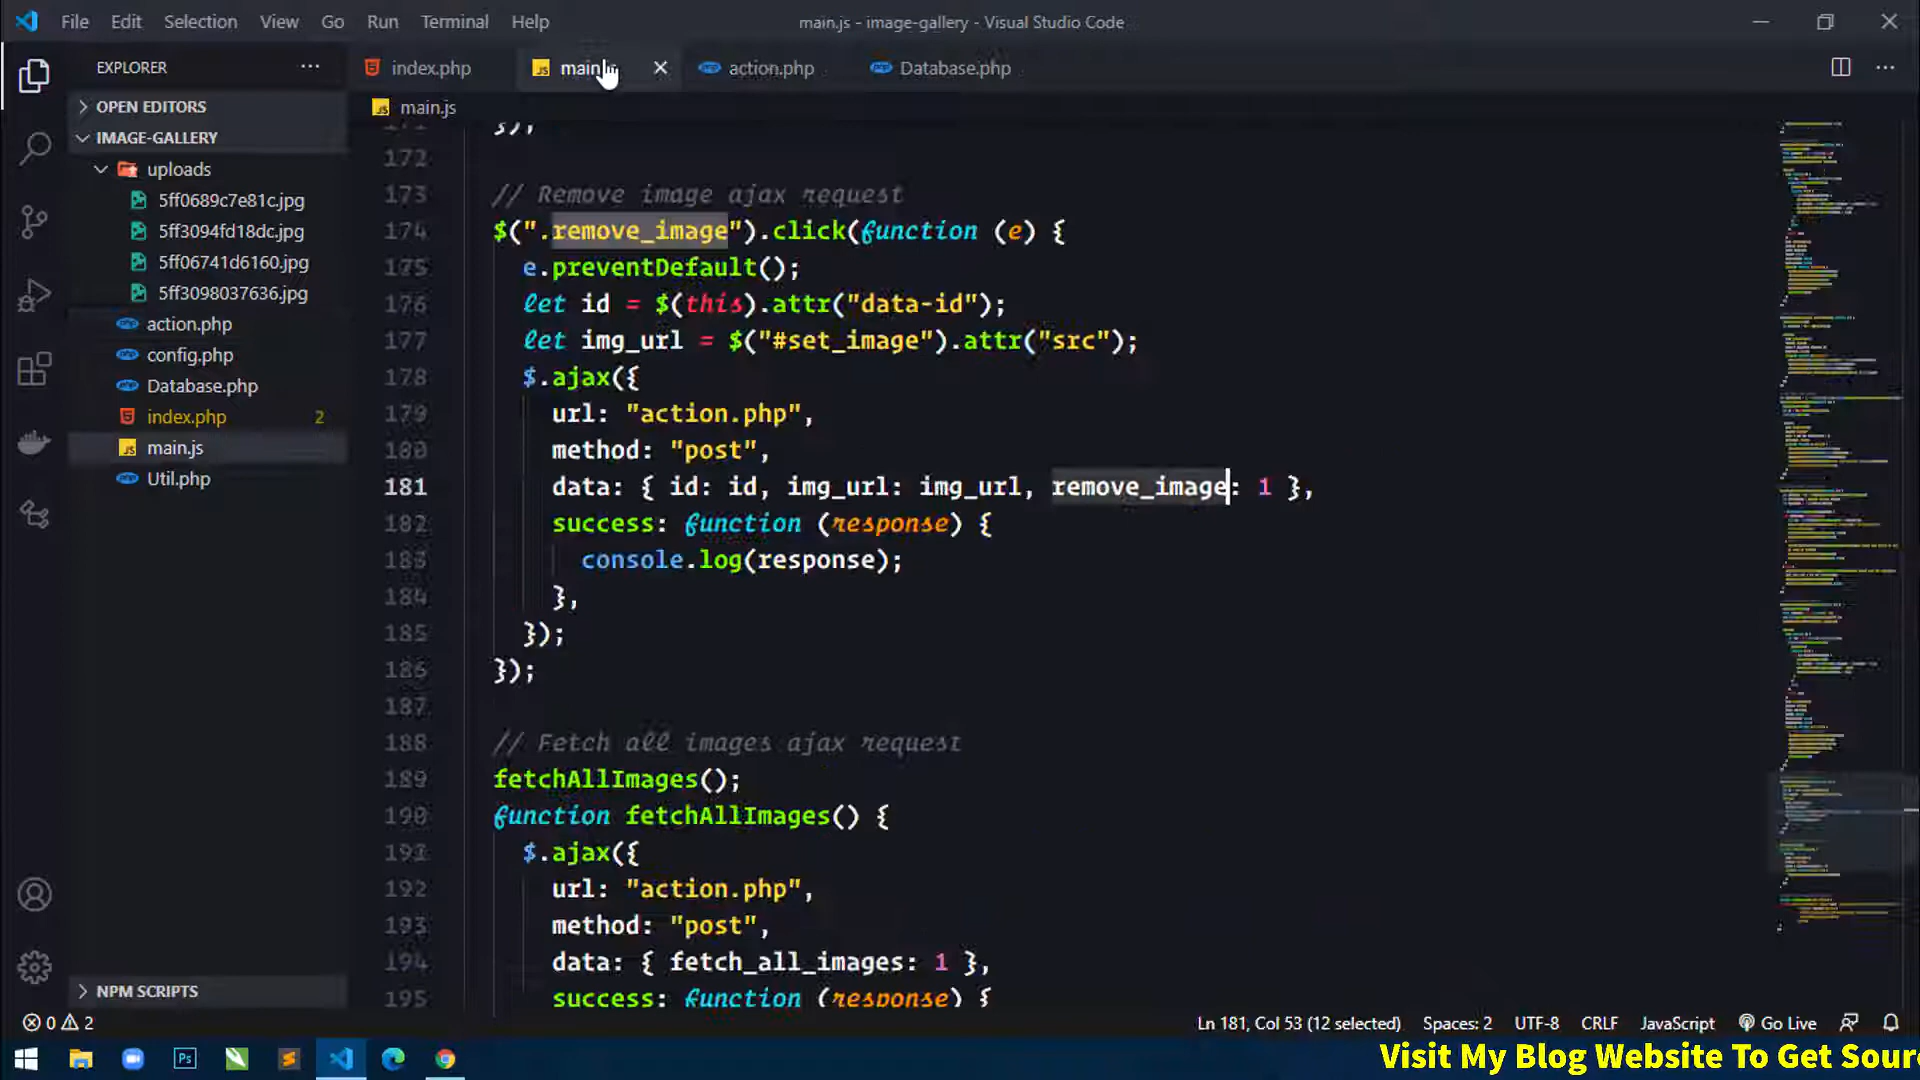 File Edit Selection View Go Run Terminal Help
main.js - image-gallery - Visual Studio Code
EXPLORER
index.php
main.js
action.php
Database.php
OPEN EDITORS
main.js
IMAGE-GALLERY
uploads
5ff0689c7e81c.jpg
5ff3094fd18dc.jpg
5ff06741d6160.jpg
5ff3098037636.jpg
action.php
config.php
Database.php
index.php 2
main.js
Util.php
NPM SCRIPTS
});
172
173 // Remove image ajax request
174 $(".remove_image").click(function (e) {
175 e.preventDefault();
176 let id = $(this).attr("data-id");
177 let img_url = $("#set_image").attr("src");
178 $.ajax({
179 url: "action.php",
180 method: "post",
181 data: { id: id, img_url: img_url, remove_image: 1 },
182 success: function (response) {
183 console.log(response);
184 },
185 });
186 });
187
188 // Fetch all images ajax request
189 fetchAllImages();
190 function fetchAllImages() {
191 $.ajax({
192 url: "action.php",
193 method: "post",
194 data: { fetch_all_images: 1 },
195 success: function (response) {
0 2
Ln 181, Col 53 (12 selected) Spaces: 2 UTF-8 CRLF JavaScript Go Live
Ps
Visit My Blog Website To Get Sour